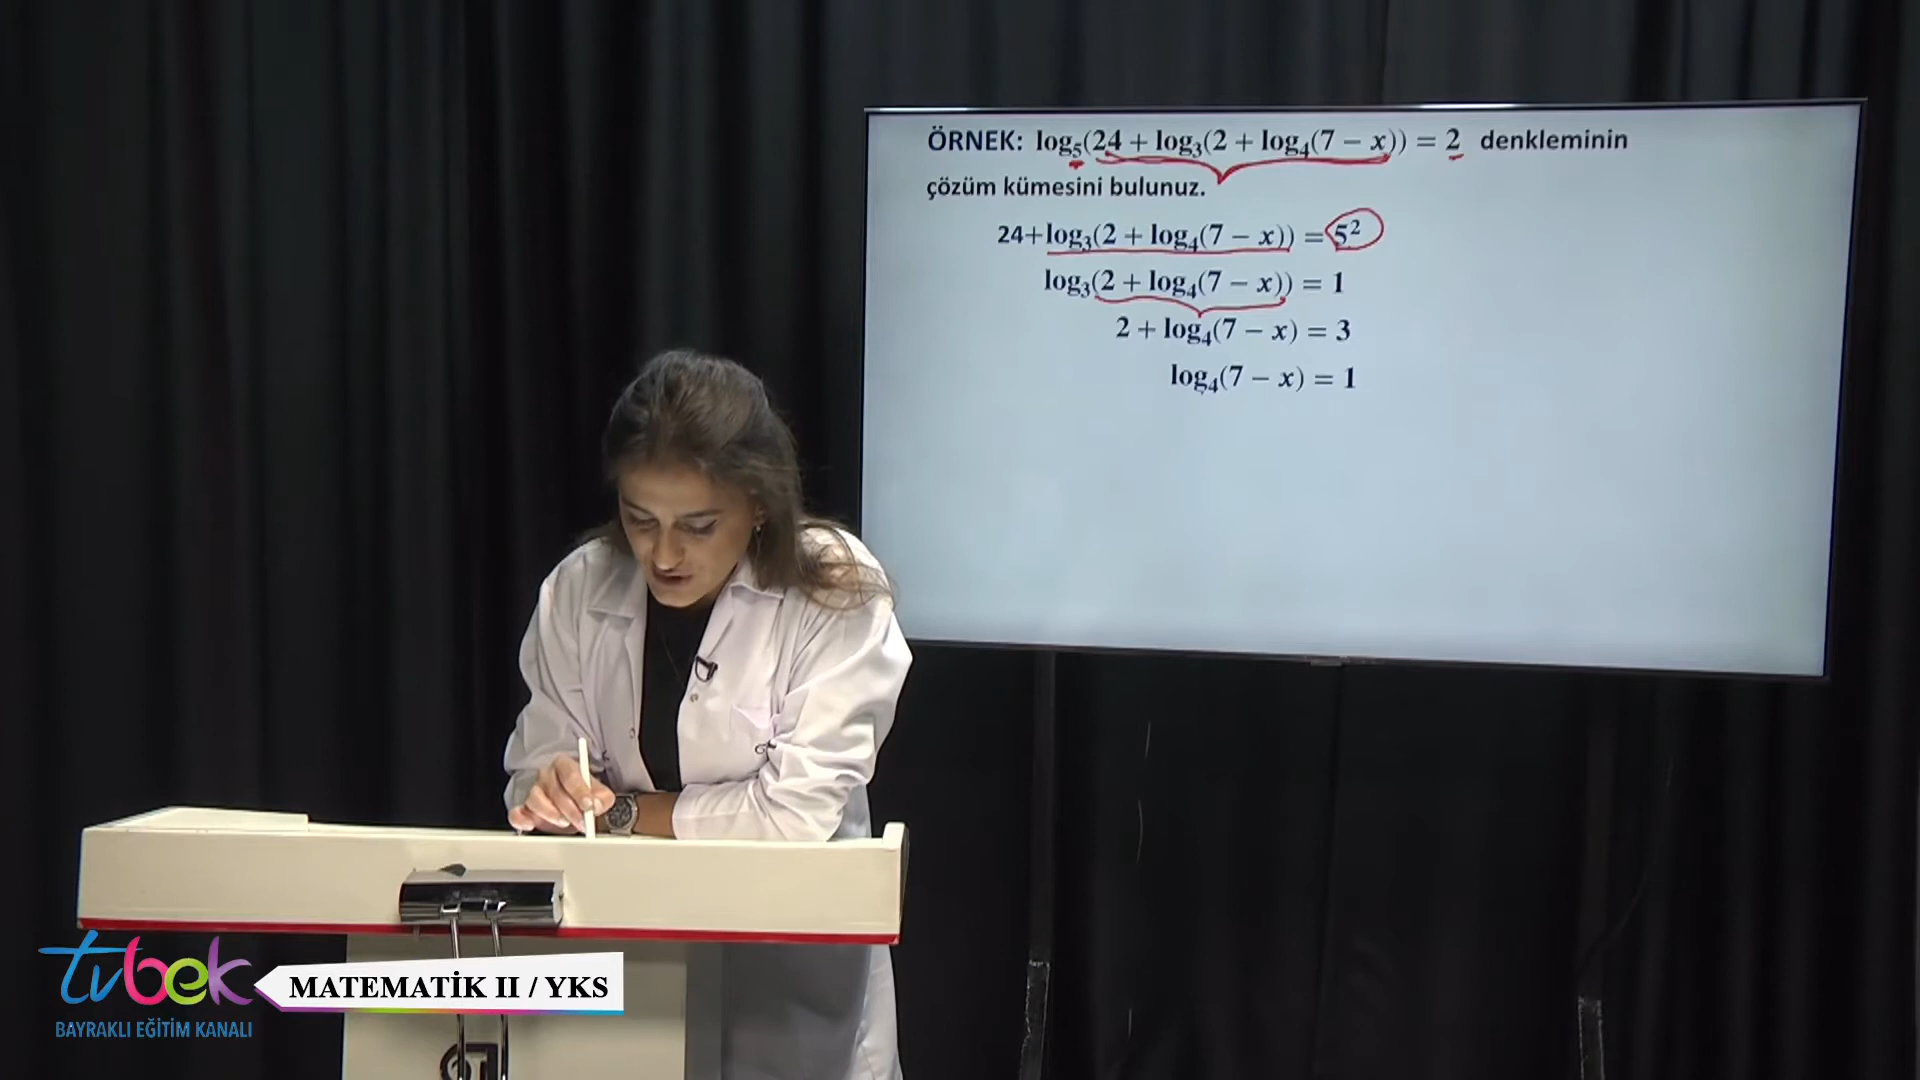 ÖRNEK: log₅(24 + log₃(2 + log₄(7 − x)) = 2 denkleminin
çözüm kümesini bulunuz.
24+log₃(2 + log₄(7 − x)) = 5²
log₃(2 + log₄(7 − x)) = 1
2 + log₄(7 − x) = 3
log₄(7 − x) = 1
tvbek
MATEMATİK II / YKS
BAYRAKLI EĞİTİM KANALI